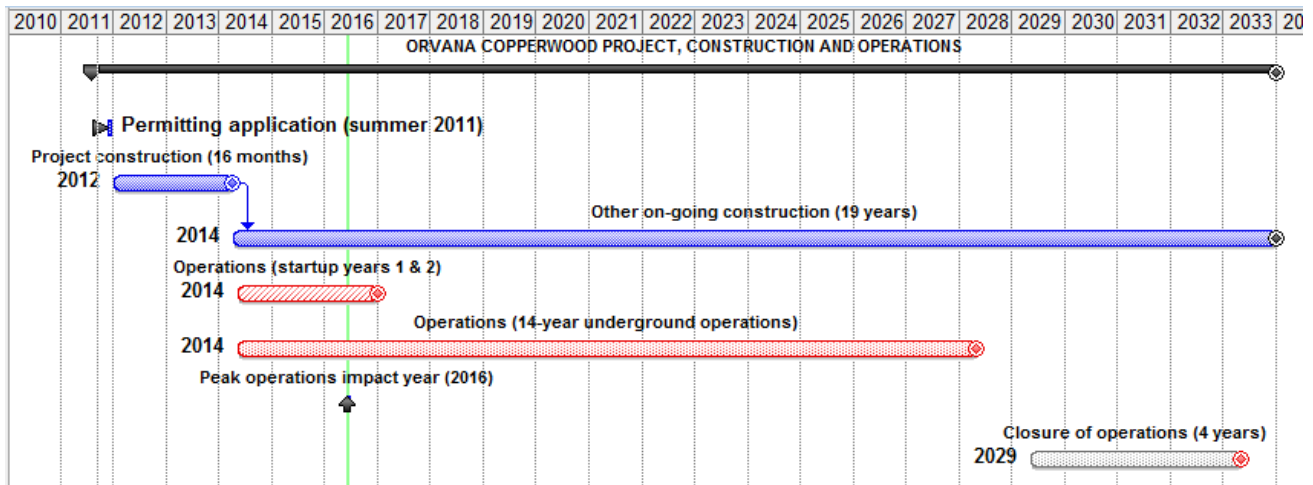 2010 2011 2012 2013 2014 2015 2016 2017 2018 2019 2020 2021 2022 2023 2024 2025 2026 2027 2028 2029 2030 2031 2032 2033 20
ORVANA COPPERWOOD PROJECT, CONSTRUCTION AND OPERATIONS
Permitting application (summer 2011)
Project construction (16 months)
2012
Other on-going construction (19 years)
2014
Operations (startup years 1 & 2)
2014
Operations (14-year underground operations)
2014
Peak operations impact year (2016)
Closure of operations (4 years)
2029